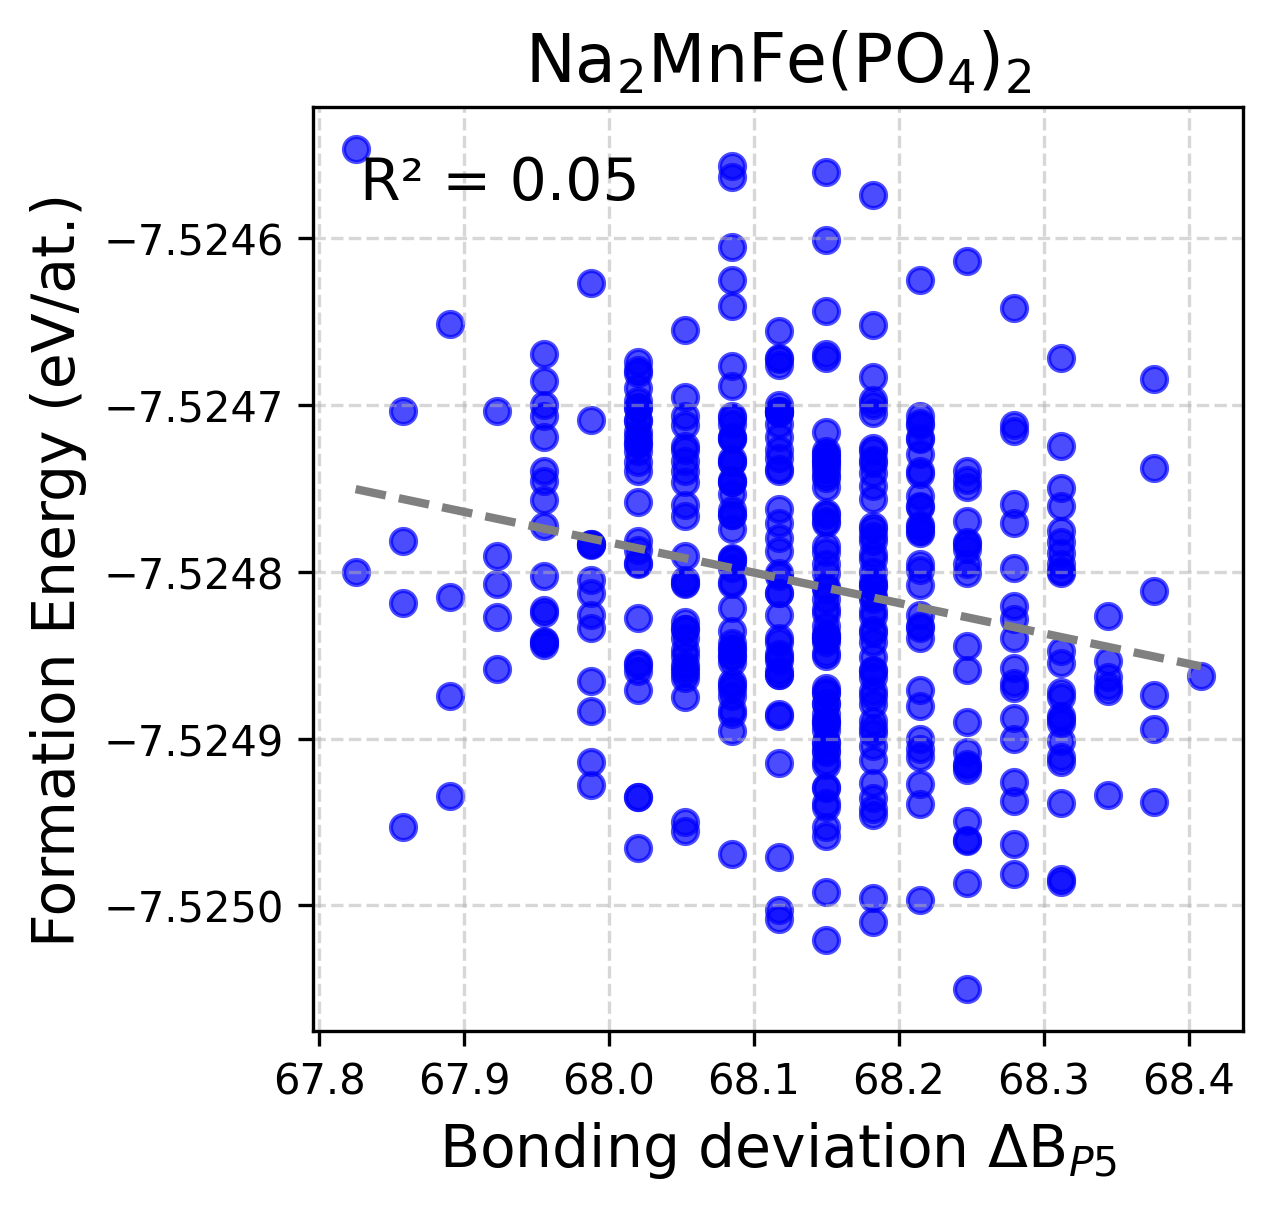 Na₂MnFe(PO₄)₂
R² = 0.05
Formation Energy (eV/at.)
−7.5246
−7.5247
−7.5248
−7.5249
−7.5250
67.8 67.9 68.0 68.1 68.2 68.3 68.4
Bonding deviation ΔB_P5